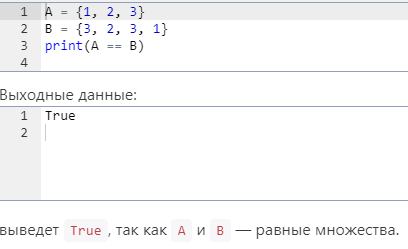 1 A = {1, 2, 3}
2 B = {3, 2, 3, 1}
3 print(A == B)
4
Выходные данные:
1 True
2
выведет True, так как A и B — равные множества.